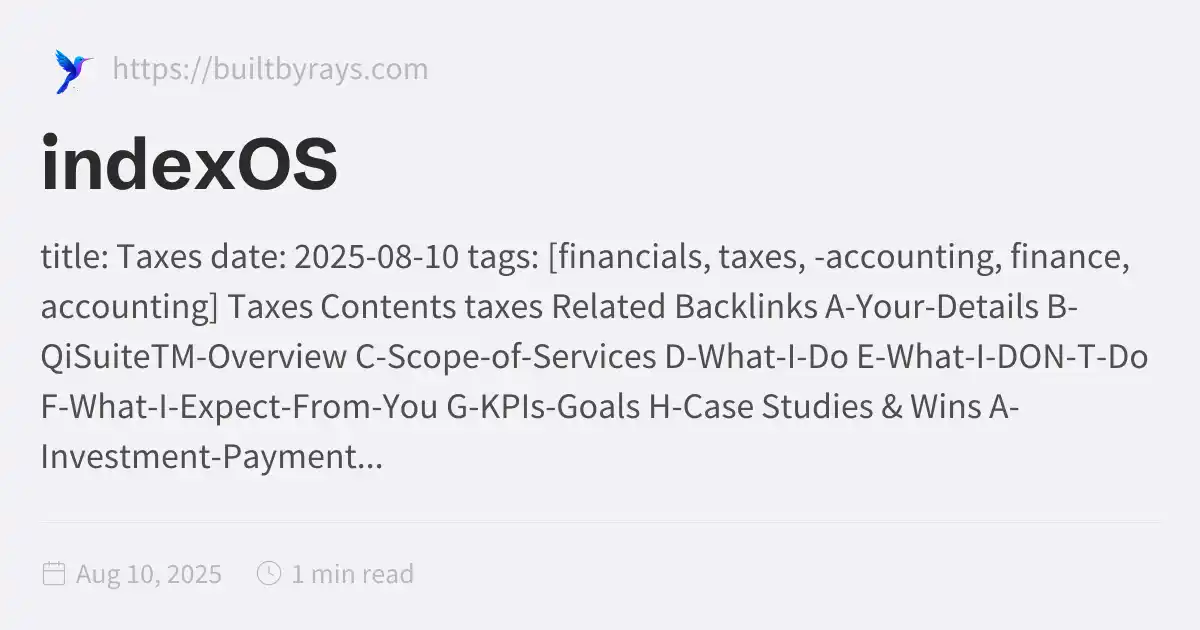 https://builtbyrays.com
indexOS
title: Taxes date: 2025-08-10 tags: [financials, taxes, -accounting, finance,
accounting] Taxes Contents taxes Related Backlinks A-Your-Details B-
QiSuiteTM-Overview C-Scope-of-Services D-What-I-Do E-What-I-DON-T-Do
F-What-I-Expect-From-You G-KPIs-Goals H-Case Studies & Wins A-
Investment-Payment...
Aug 10, 2025 1 min read